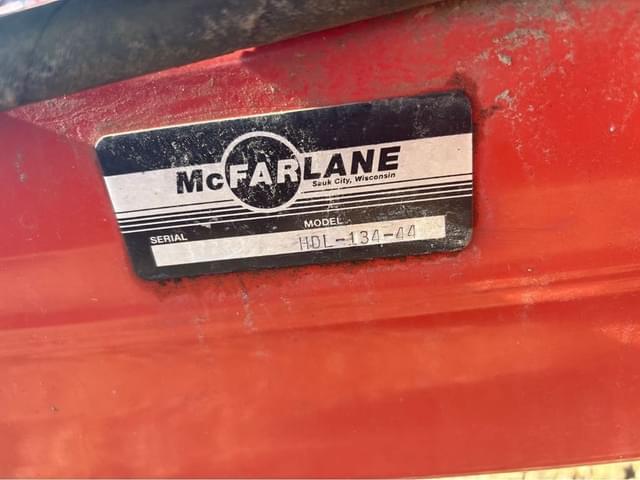 McFARLANE
Sauk City, Wisconsin
SERIAL MODEL
HDL-134-44